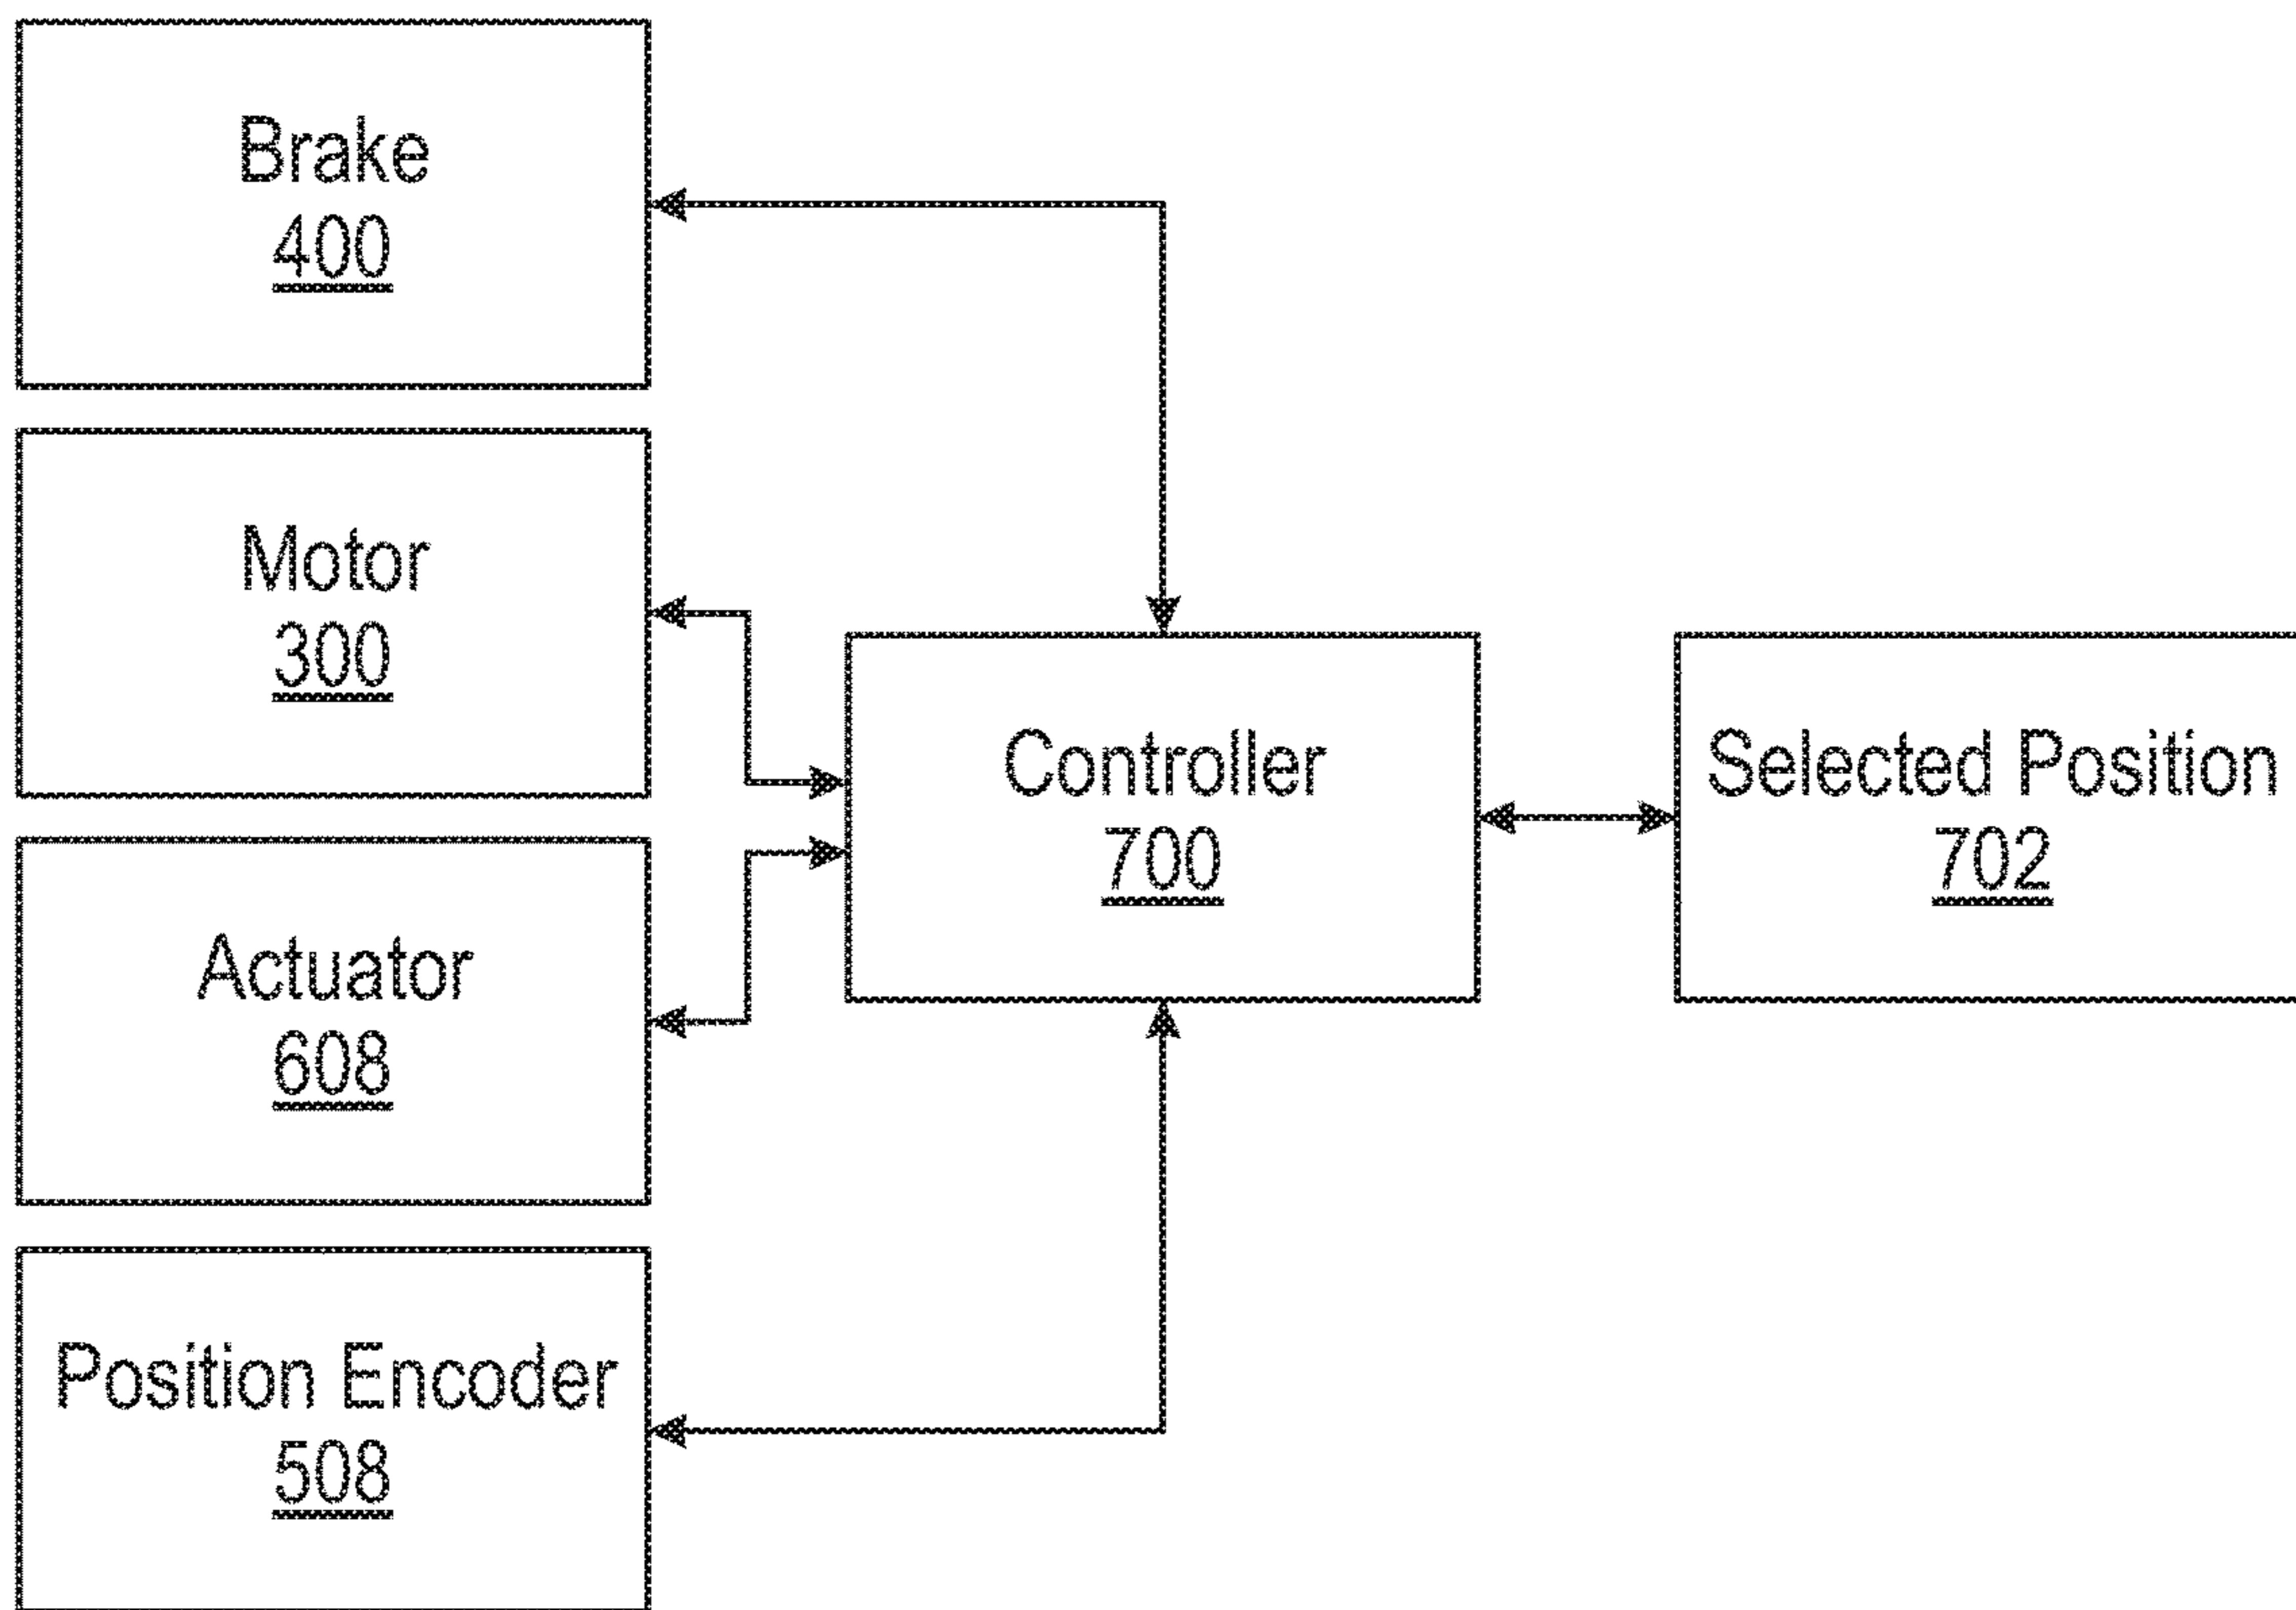 Brake
400
Motor
300
Actuator
608
Position Encoder
508
Controller
700
Selected Position
702